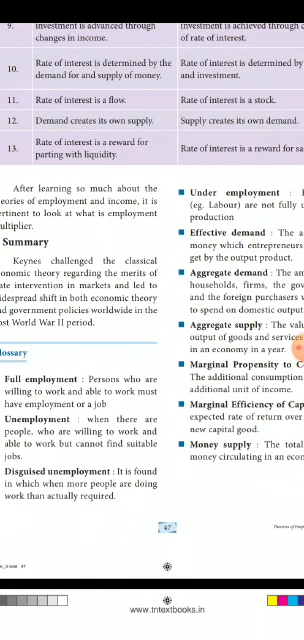 9. investment is advanced through changes in income. investment is achieved through of rate of interest.
10. Rate of interest is determined by the demand for and supply of money. Rate of interest is determined by and investment.
11. Rate of interest is a flow. Rate of interest is a stock.
12. Demand creates its own supply. Supply creates its own demand.
13. Rate of interest is a reward for parting with liquidity. Rate of interest is a reward for
After learning so much about the
eories of employment and income, it is
ertinent to look at what is employment
ultiplier.
Summary
Keynes challenged the classical
onomic theory regarding the merits of
ate intervention in markets and led to
idespread shift in both economic theory
nd government policies worldwide in the
ost World War II period.
lossary
Full employment : Persons who are
willing to work and able to work must
have employment or a job
Unemployment : when there are
people, who are willing to work and
able to work but cannot find suitable
jobs.
Disguised unemployment : It is found
in which when more people are doing
work than actually required.
Under employment :
(eg. Labour) are not fully u
production
Effective demand : The a
money which entrepreneurs
get by the output product.
Aggregate demand : The am
households, firms, the gov
and the foreign purchasers
to spend on domestic output
Aggregate supply : The valu
output of goods and services
in an economy in a year.
Marginal Propensity to Co
The additional consumption
additional unit of income.
Marginal Efficiency of Cap
expected rate of return over
new capital good.
Money supply : The total
money circulating in an econ
47
Theories of Emp
47
www.tntextbooks.in